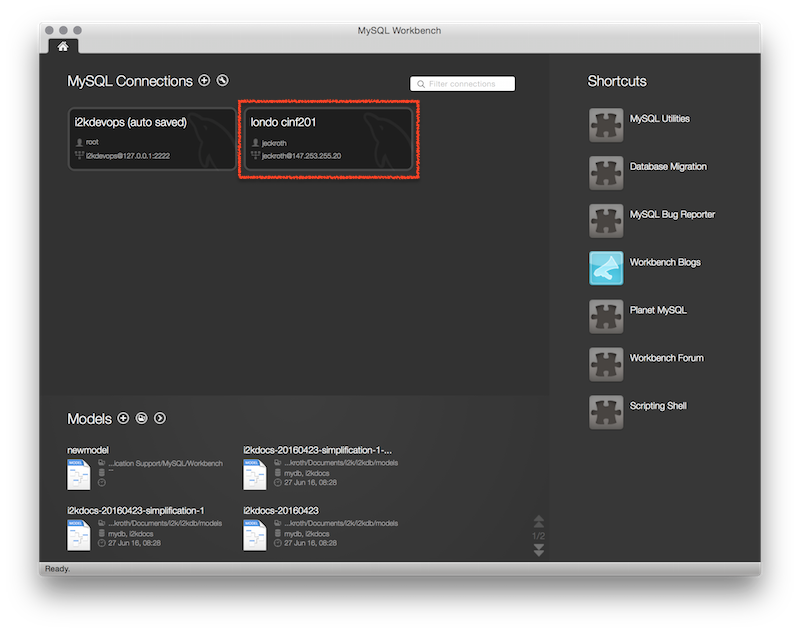 MySQL Workbench
MySQL Connections
Filter connections
i2kdevops (auto saved)
root
i2kdevops@127.0.0.1:2222
londo cinf201
jeckroth
jeckroth@147.253.255.20
Shortcuts
MySQL Utilities
Database Migration
MySQL Bug Reporter
Workbench Blogs
Planet MySQL
Workbench Forum
Scripting Shell
Models
newmodel
...ication Support/MySQL/Workbench
--
i2kdocs-20160423-simplification-1-...
...kroth/Documents/i2k/i2kdb/models
mydb, i2kdocs
27 Jun 16, 08:28
i2kdocs-20160423-simplification-1
...kroth/Documents/i2k/i2kdb/models
mydb, i2kdocs
27 Jun 16, 08:28
i2kdocs-20160423
...kroth/Documents/i2k/i2kdb/models
mydb, i2kdocs
27 Jun 16, 08:28
1/2
Ready.